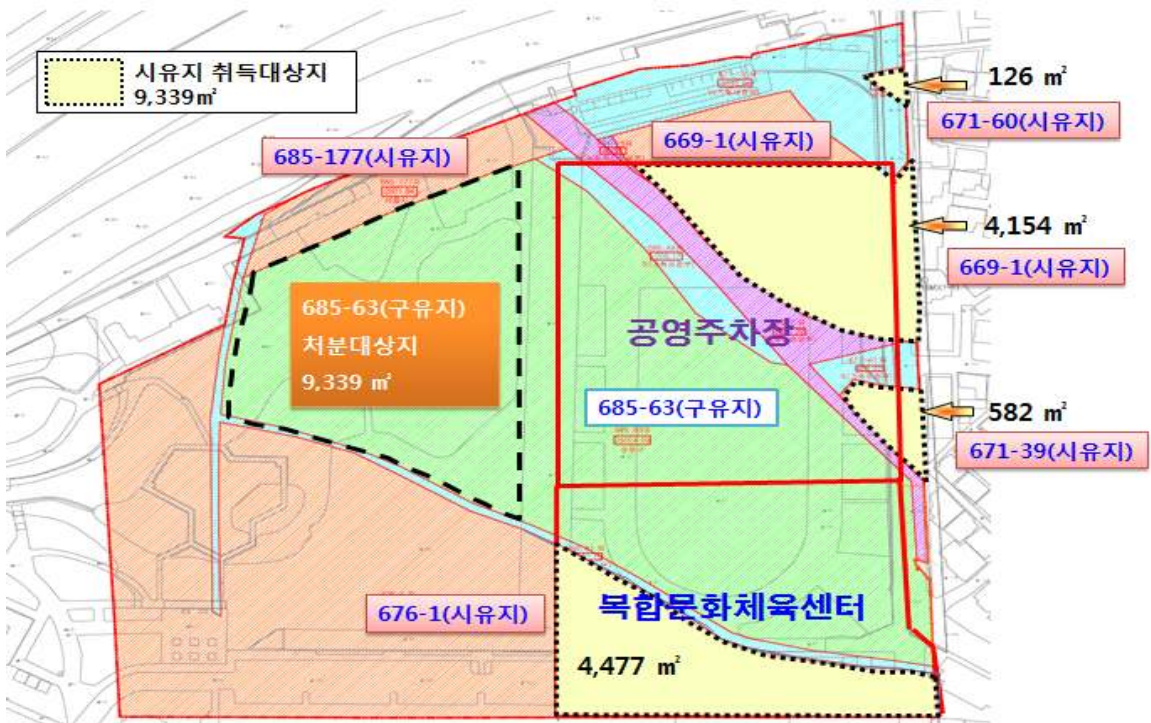 시유지 취득대상지
9,339㎡
126 ㎡
671-60(시유지)
669-1(시유지)
685-177(시유지)
4,154 ㎡
669-1(시유지)
685-63(구유지)
처분대상지
9,339 ㎡
공영주차장
685-63(구유지)
582 ㎡
671-39(시유지)
676-1(시유지)
복합문화체육센터
4,477 ㎡